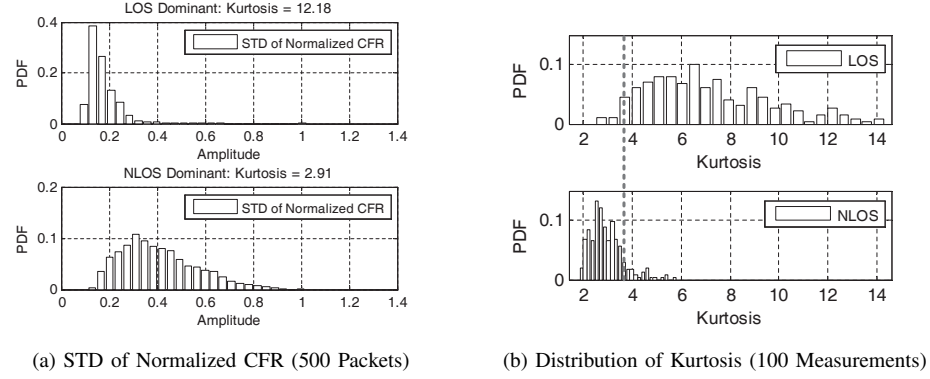 LOS Dominant: Kurtosis = 12.18
0.4
0.2
0
PDF
STD of Normalized CFR
0 0.2 0.4 0.6 0.8 1 1.2 1.4
Amplitude
NLOS Dominant: Kurtosis = 2.91
0.2
0.1
0
PDF
STD of Normalized CFR
0 0.2 0.4 0.6 0.8 1 1.2 1.4
Amplitude
(a) STD of Normalized CFR (500 Packets)
0.1
0
PDF
LOS
2 4 6 8 10 12 14
Kurtosis
0.1
0
PDF
NLOS
2 4 6 8 10 12 14
Kurtosis
(b) Distribution of Kurtosis (100 Measurements)